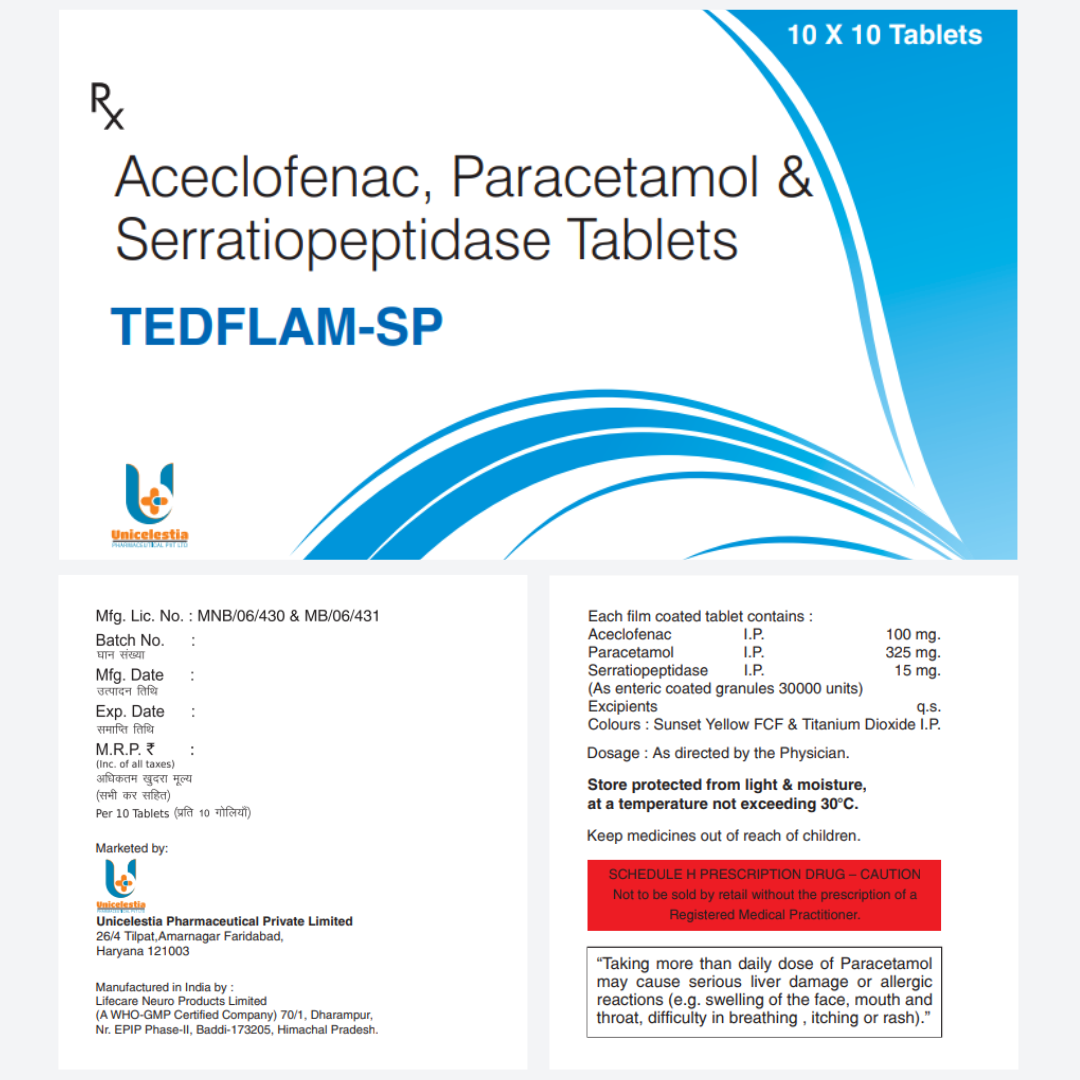 10 X 10 Tablets
Rx
Aceclofenac, Paracetamol &
Serratiopeptidase Tablets
TEDFLAM-SP
Unicelestia
PHARMACEUTICAL PVT LTD
Mfg. Lic. No. : MNB/06/430 & MB/06/431
Batch No. :
घान संख्या
Mfg. Date :
उत्पादन तिथि
Exp. Date :
समाप्ति तिथि
M.R.P. ₹ :
(Inc. of all taxes)
अधिकतम खुदरा मूल्य
(सभी कर सहित)
Per 10 Tablets (प्रति 10 गोलियाँ)
Marketed by:
Unicelestia
Unicelestia Pharmaceutical Private Limited
26/4 Tilpat,Amarnagar Faridabad,
Haryana 121003
Manufactured in India by :
Lifecare Neuro Products Limited
(A WHO-GMP Certified Company) 70/1, Dharampur,
Nr. EPIP Phase-II, Baddi-173205, Himachal Pradesh.
Each film coated tablet contains :
Aceclofenac I.P. 100 mg.
Paracetamol I.P. 325 mg.
Serratiopeptidase I.P. 15 mg.
(As enteric coated granules 30000 units)
Excipients q.s.
Colours : Sunset Yellow FCF & Titanium Dioxide I.P.
Dosage : As directed by the Physician.
Store protected from light & moisture,
at a temperature not exceeding 30°C.
Keep medicines out of reach of children.
SCHEDULE H PRESCRIPTION DRUG – CAUTION
Not to be sold by retail without the prescription of a
Registered Medical Practitioner.
“Taking more than daily dose of Paracetamol
may cause serious liver damage or allergic
reactions (e.g. swelling of the face, mouth and
throat, difficulty in breathing , itching or rash).”